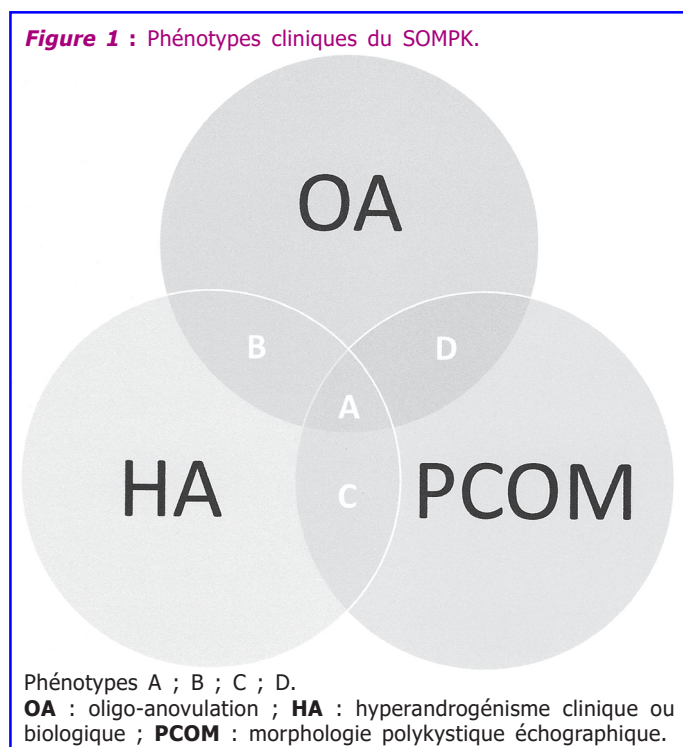 Figure 1 : Phénotypes cliniques du SOMPK.
OA
B
D
A
HA
C
PCOM
Phénotypes A ; B ; C ; D.
OA : oligo-anovulation ; HA : hyperandrogénisme clinique ou
biologique ; PCOM : morphologie polykystique échographique.